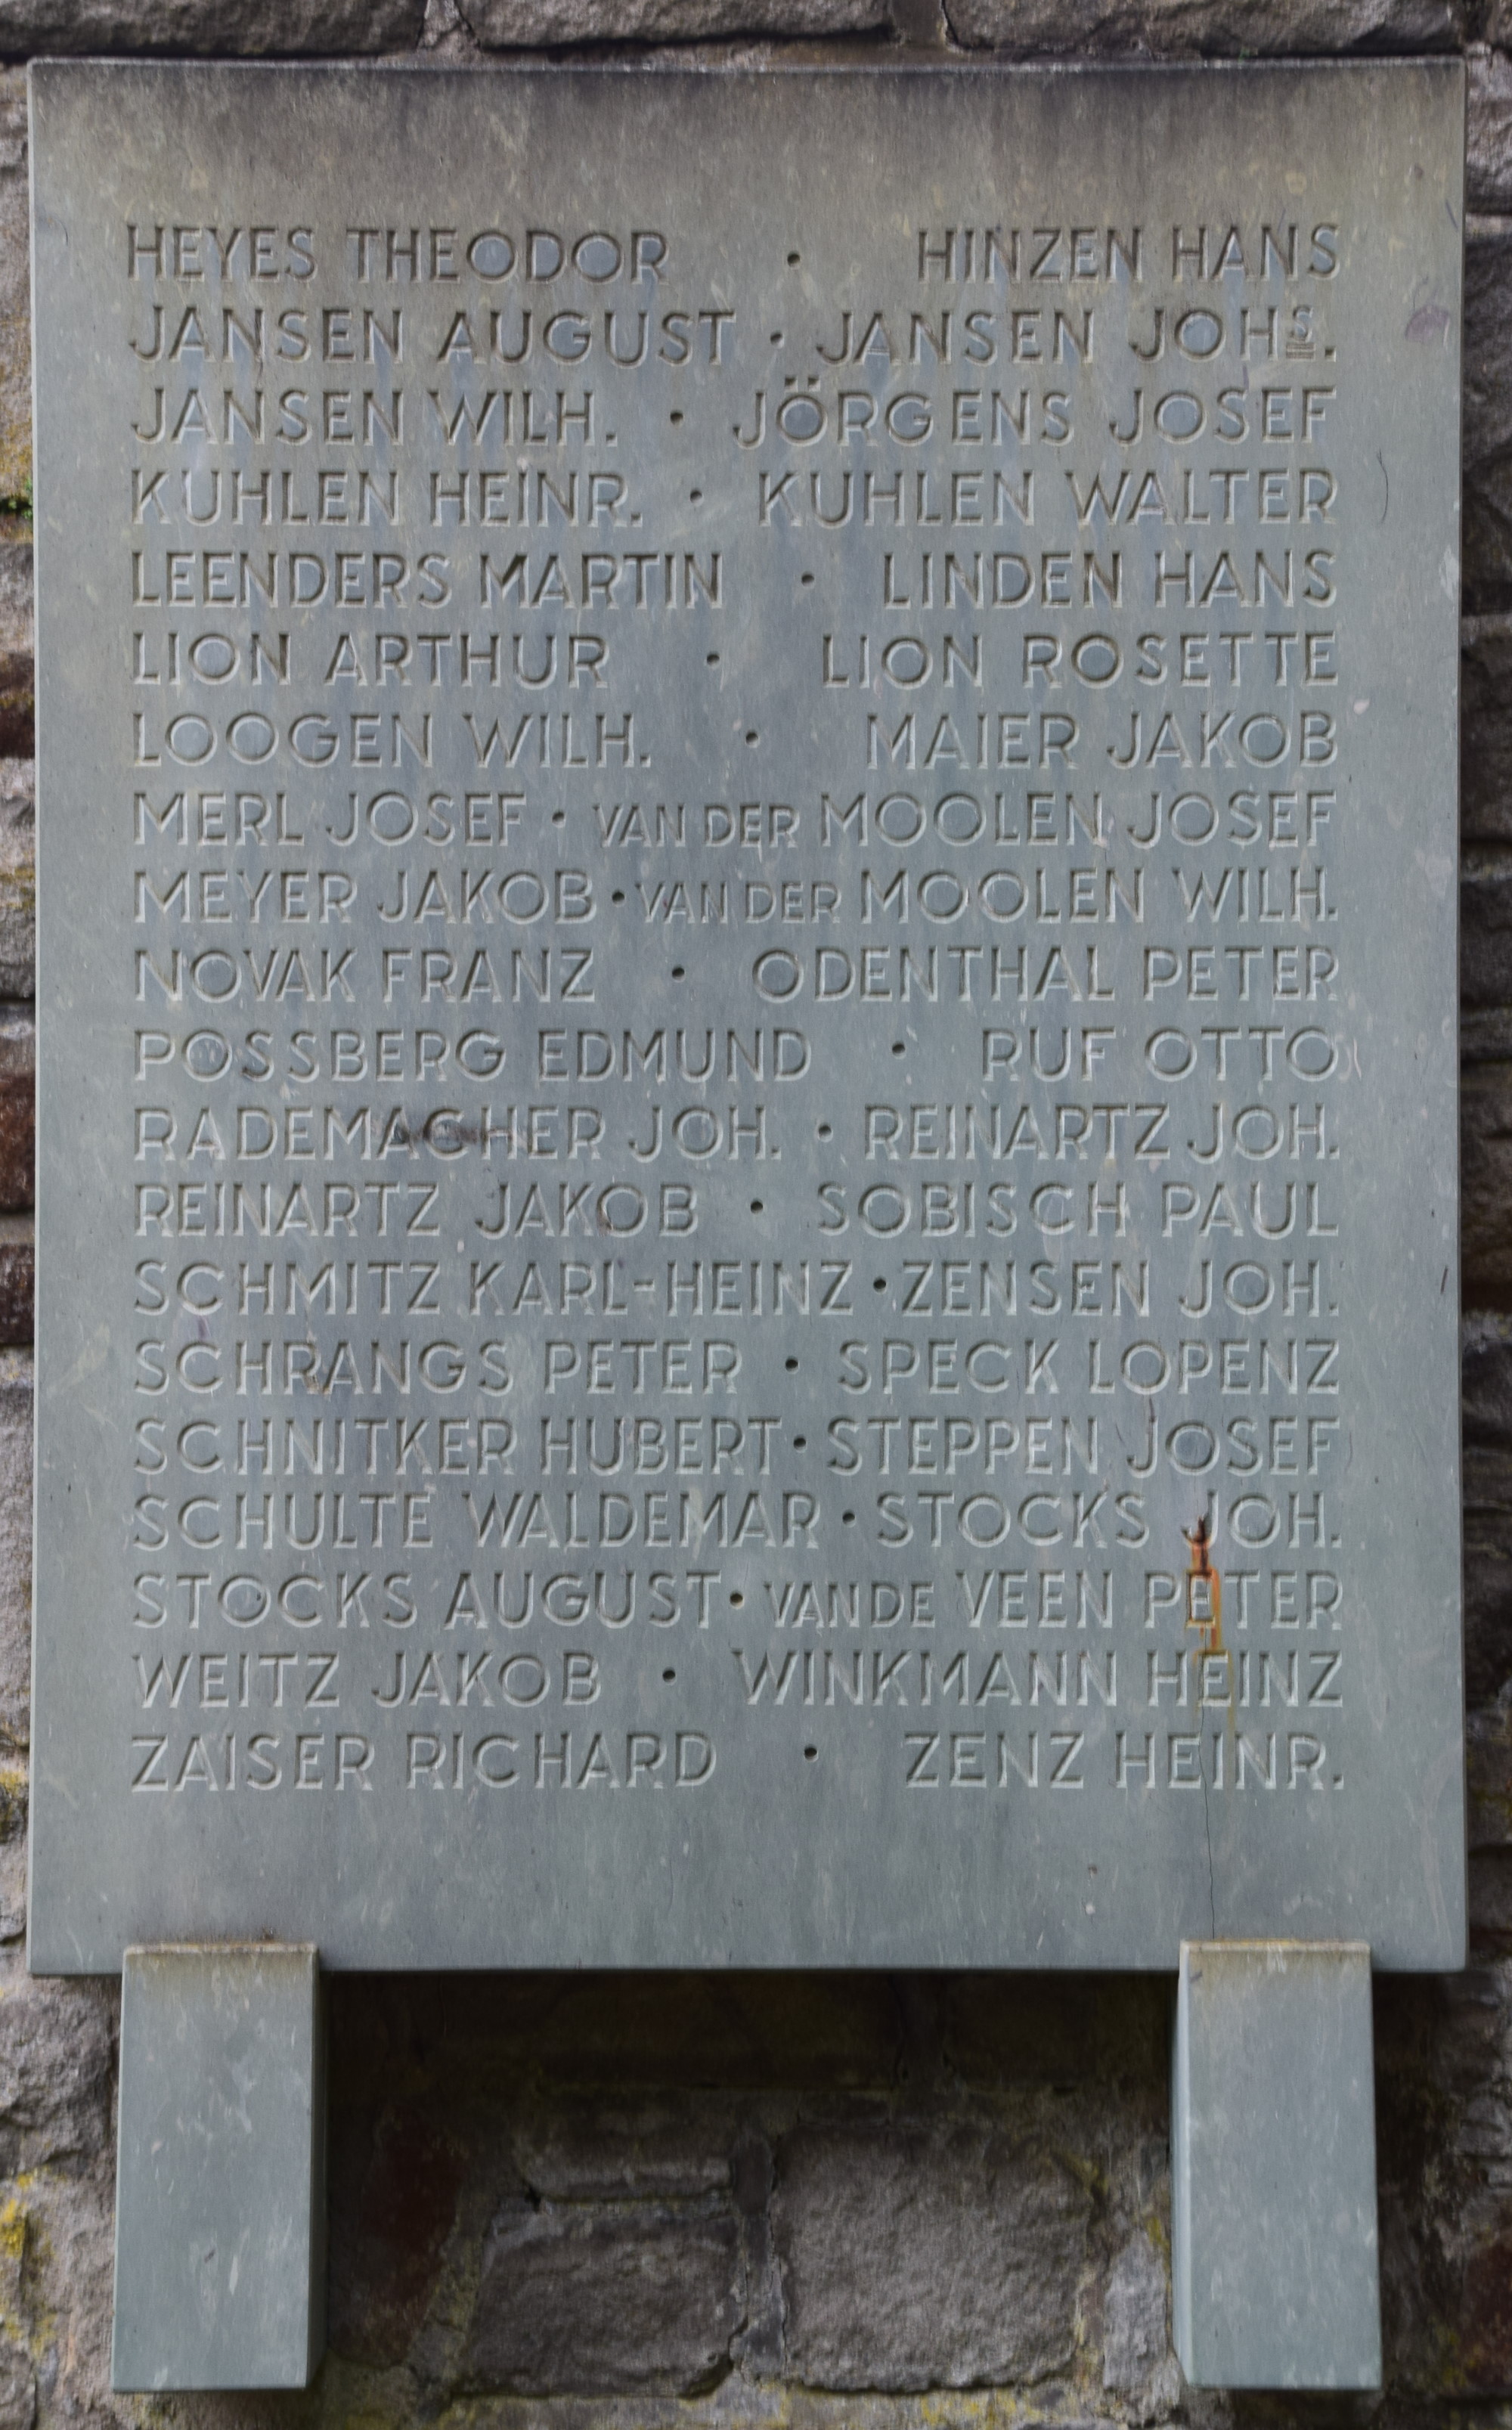 HEYES THEODOR · HINZEN HANS
JANSEN AUGUST · JANSEN JOHS.
JANSEN WILH. · JÖRGENS JOSEF
KUHLEN HEINR. · KUHLEN WALTER
LEENDERS MARTIN · LINDEN HANS
LION ARTHUR · LION ROSETTE
LOOGEN WILH. · MAIER JAKOB
MERL JOSEF · VAN DER MOOLEN JOSEF
MEYER JAKOB · VAN DER MOOLEN WILH.
NOVAK FRANZ · ODENTHAL PETER
POSSBERG EDMUND · RUF OTTO
RADEMACHER JOH. · REINARTZ JOH.
REINARTZ JAKOB · SOBISCH PAUL
SCHMITZ KARL-HEINZ · ZENSEN JOH.
SCHRANGS PETER · SPECK LOPENZ
SCHNITKER HUBERT · STEPPEN JOSEF
SCHULTE WALDEMAR · STOCKS JOH.
STOCKS AUGUST · VAN DE VEEN PETER
WEITZ JAKOB · WINKMANN HEINZ
ZAISER RICHARD · ZENZ HEINR.